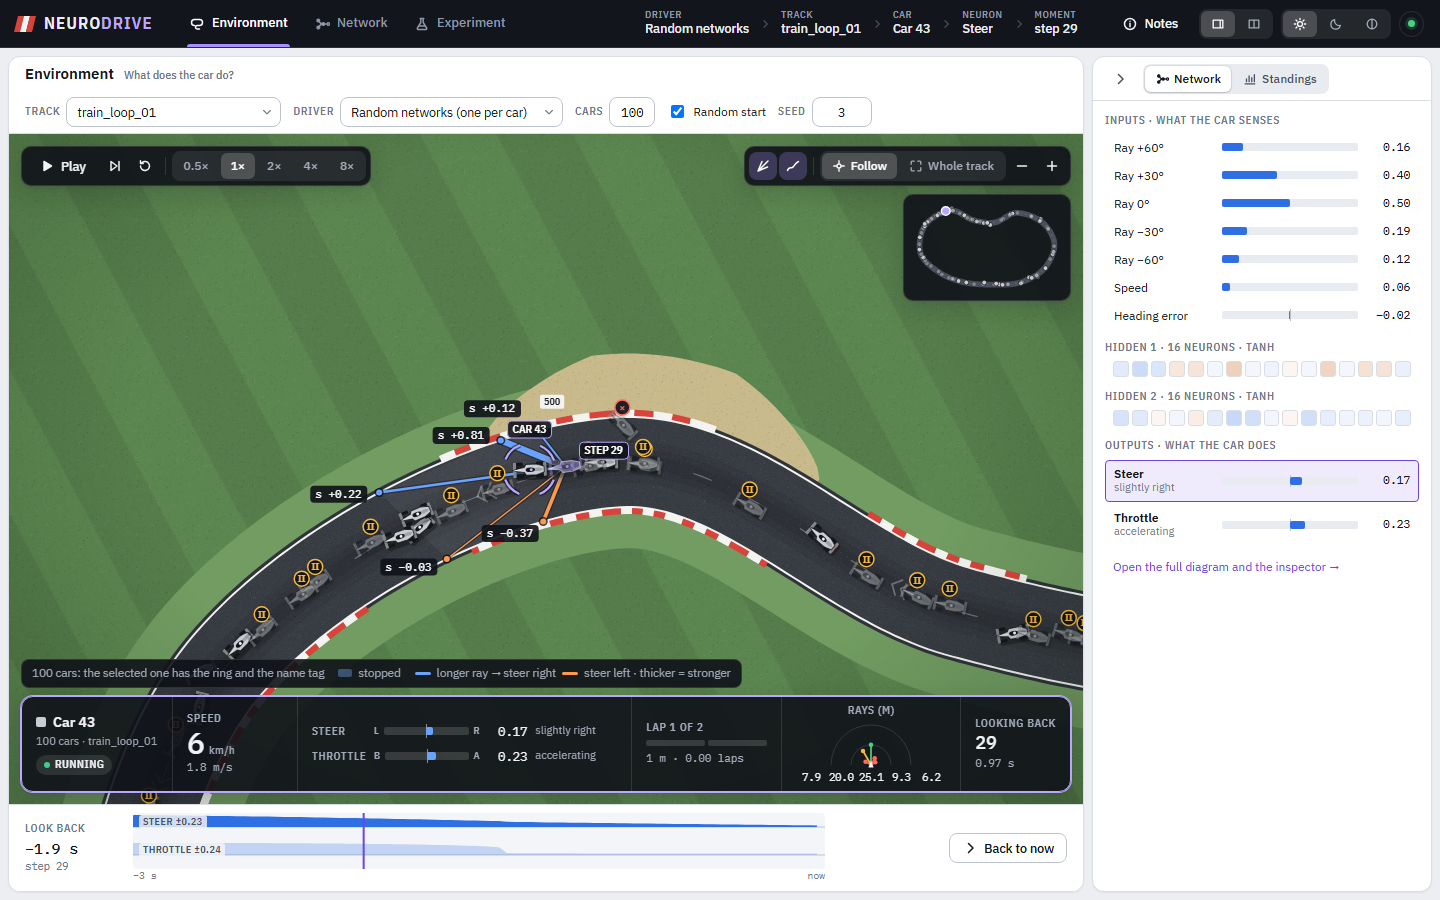 NEURODRIVE
Environment
Network
Experiment
DRIVER
Random networks
TRACK
train_loop_01
CAR
Car 43
NEURON
Steer
MOMENT
step 29
Notes
Environment What does the car do?
TRACK train_loop_01 DRIVER Random networks (one per car) CARS 100 Random start SEED 3
Play 0.5× 1× 2× 4× 8×
Follow Whole track
500
s +0.12
CAR 43
s +0.81
STEP 29
s +0.22
s −0.37
s −0.03
100 cars: the selected one has the ring and the name tag stopped longer ray → steer right steer left · thicker = stronger
Car 43
100 cars · train_loop_01
RUNNING
SPEED
6 km/h
1.8 m/s
STEER L R 0.17 slightly right
THROTTLE B A 0.23 accelerating
LAP 1 OF 2
1 m · 0.00 laps
RAYS (M)
7.9 20.0 25.1 9.3 6.2
LOOKING BACK
29
0.97 s
LOOK BACK
−1.9 s
step 29
STEER ±0.23
THROTTLE ±0.24
−3 s
now
Back to now
Network
Standings
INPUTS · WHAT THE CAR SENSES
Ray +60° 0.16
Ray +30° 0.40
Ray 0° 0.50
Ray −30° 0.19
Ray −60° 0.12
Speed 0.06
Heading error −0.02
HIDDEN 1 · 16 NEURONS · TANH
HIDDEN 2 · 16 NEURONS · TANH
OUTPUTS · WHAT THE CAR DOES
Steer
slightly right
0.17
Throttle
accelerating
0.23
Open the full diagram and the inspector →